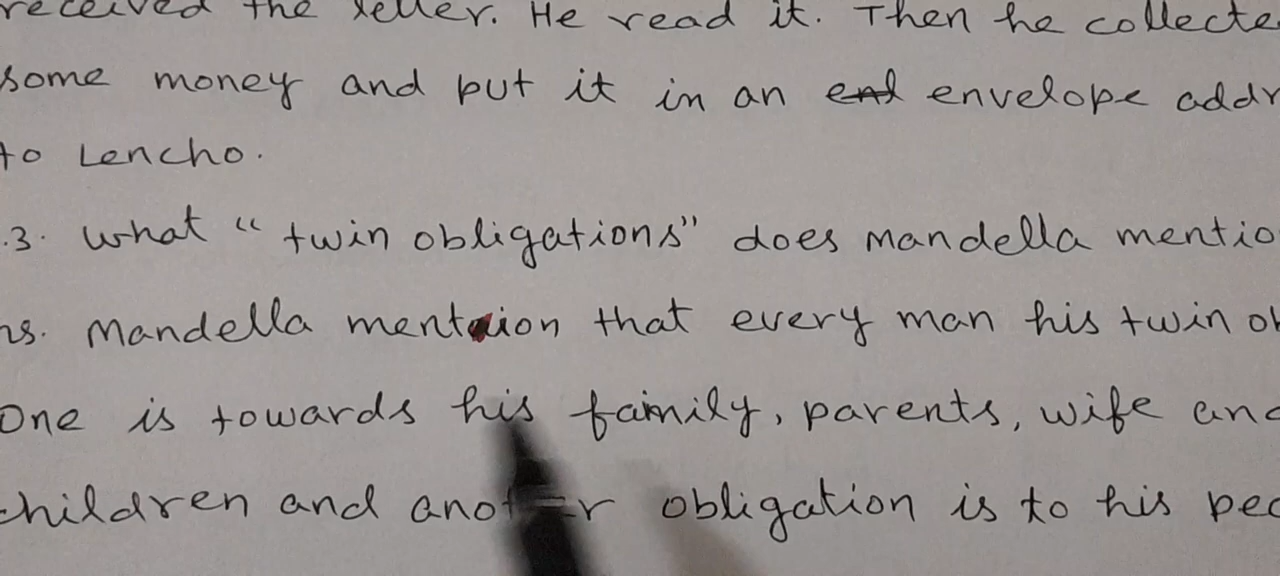 received the letter. He read it. Then he collecte
some money and put it in an envelope addr
to Lencho.
.3. what "twin obligations" does mandella mentio
ns. Mandella mention that every man his twin ob
One is towards his family, parents, wife and
children and another obligation is to his peo